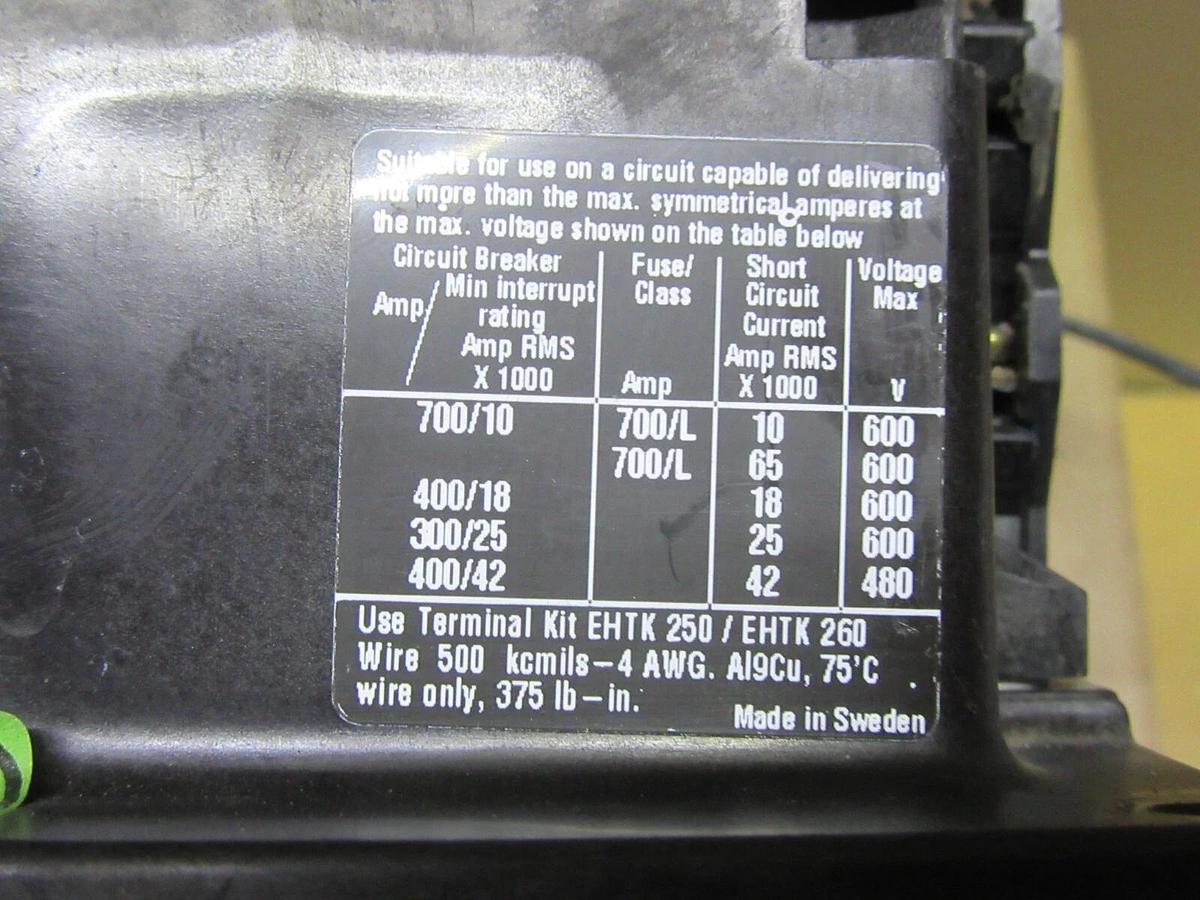 Suitable for use on a circuit capable of delivering
not more than the max. symmetrical amperes at
the max. voltage shown on the table below
Circuit Breaker Fuse/ Short Voltage
Amp/ Min interrupt Class Circuit Max
rating Current
Amp RMS Amp RMS
X 1000 Amp X 1000 V
700/10 700/L 10 600
700/L 65 600
400/18 18 600
300/25 25 600
400/42 42 480
Use Terminal Kit EHTK 250 / EHTK 260
Wire 500 kcmils-4 AWG. Al9Cu, 75'C
wire only, 375 lb-in.
Made in Sweden